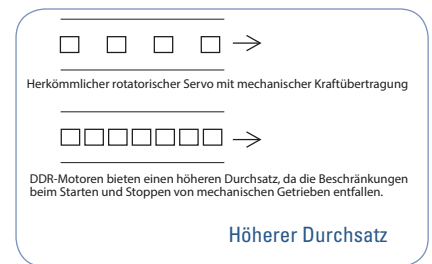 Herkömmlicher rotatorischer Servo mit mechanischer Kraftübertragung
DDR-Motoren bieten einen höheren Durchsatz, da die Beschränkungen
beim Starten und Stoppen von mechanischen Getrieben entfallen.
Höherer Durchsatz